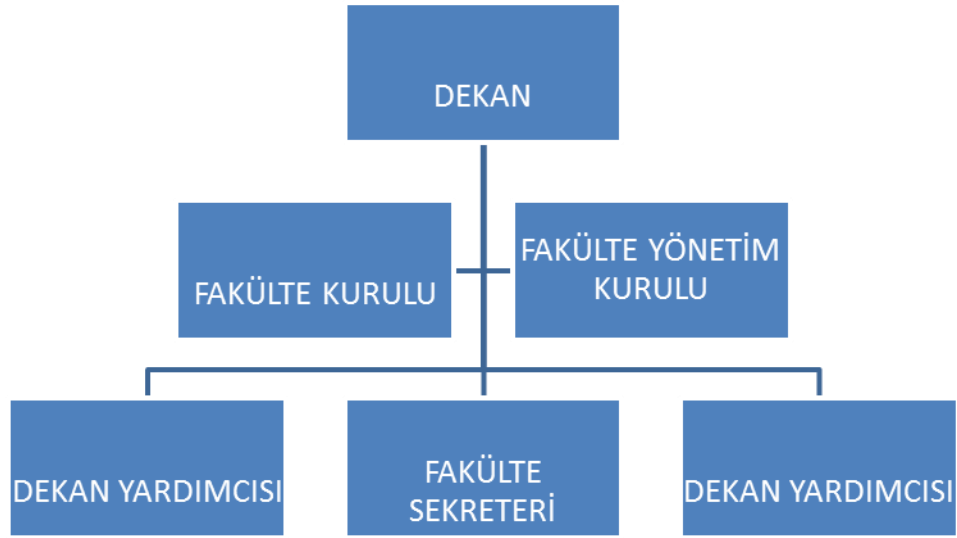 DEKAN
FAKÜLTE KURULU
FAKÜLTE YÖNETİM
KURULU
DEKAN YARDIMCISI
FAKÜLTE
SEKRETERİ
DEKAN YARDIMCISI